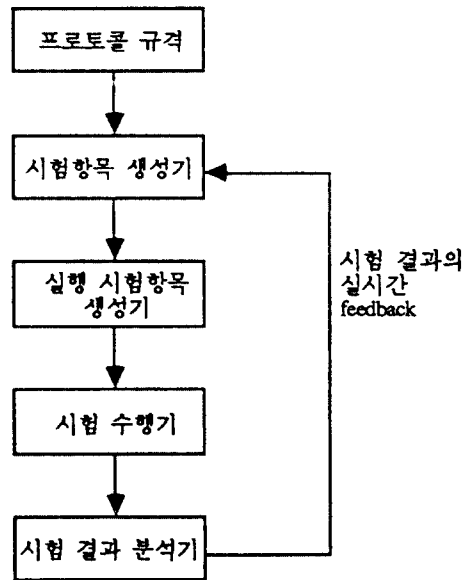 프로토콜 규격
시험항목 생성기
실행 시험항목
생성기
시험 수행기
시험 결과 분석기
시험 결과의
실시간
feedback